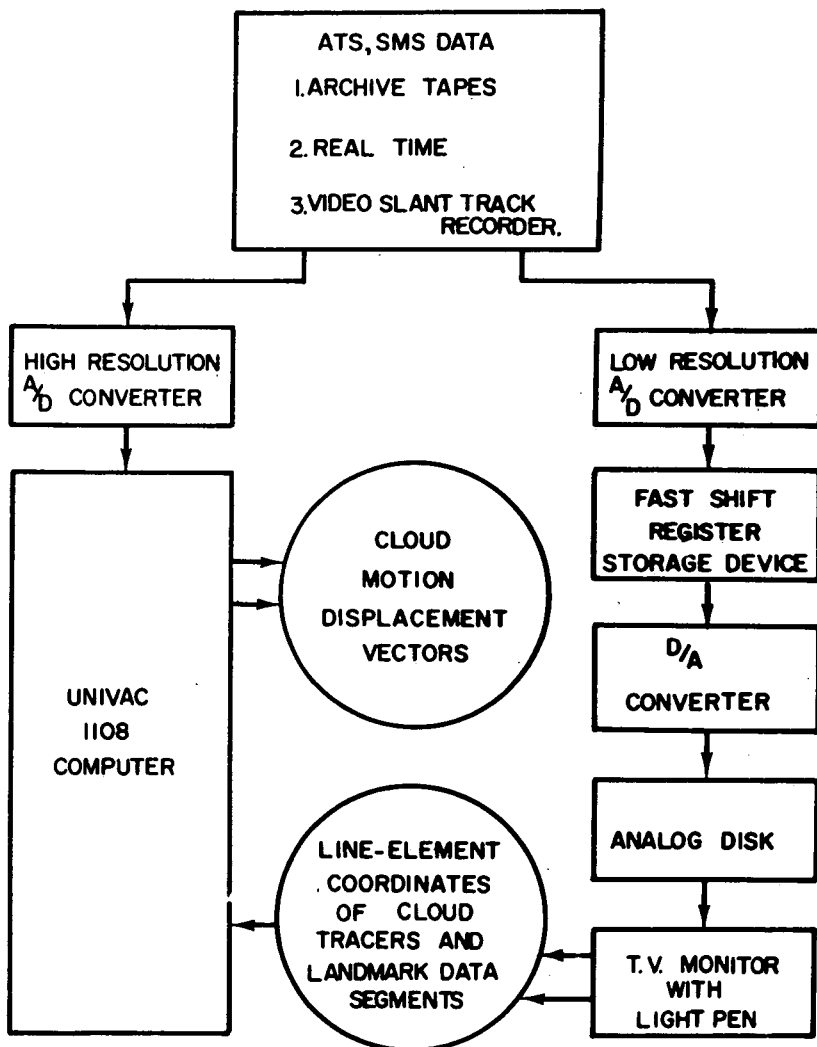 ATS, SMS DATA
1. ARCHIVE TAPES
2. REAL TIME
3. VIDEO SLANT TRACK
RECORDER.
HIGH RESOLUTION
A/D CONVERTER
LOW RESOLUTION
A/D CONVERTER
FAST SHIFT
REGISTER
STORAGE DEVICE
CLOUD
MOTION
DISPLACEMENT
VECTORS
D/A
CONVERTER
UNIVAC
1108
COMPUTER
ANALOG DISK
LINE-ELEMENT
COORDINATES
OF CLOUD
TRACERS AND
LANDMARK DATA
SEGMENTS
T.V. MONITOR
WITH
LIGHT PEN